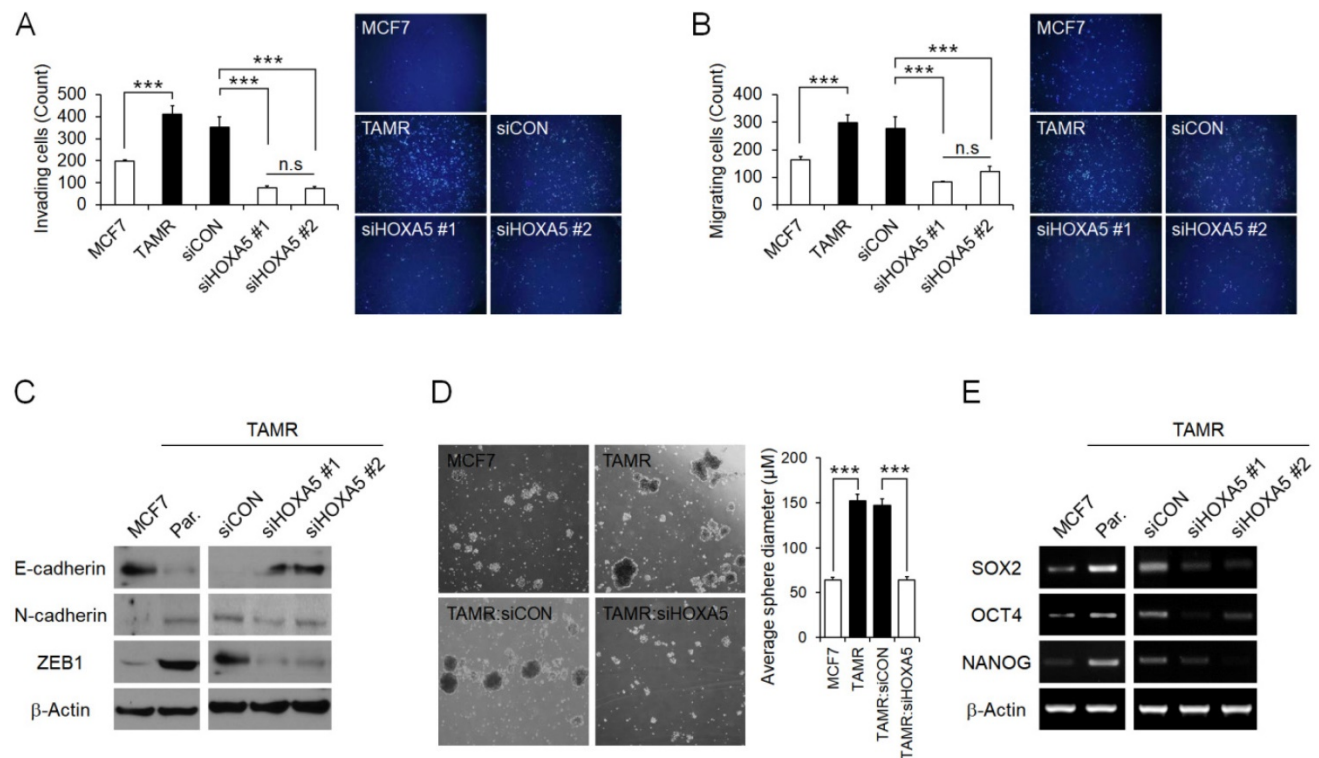 A
Invading cells (Count)
500
400
300
200
100
0
***
***
***
n.s
MCF7
TAMR
siCON
siHOXA5 #1
siHOXA5 #2
MCF7
TAMR
siCON
siHOXA5 #1
siHOXA5 #2
B
Migrating cells (Count)
400
300
200
100
0
***
***
***
n.s
MCF7
TAMR
siCON
siHOXA5 #1
siHOXA5 #2
MCF7
TAMR
siCON
siHOXA5 #1
siHOXA5 #2
C
TAMR
MCF7
Par.
siCON
siHOXA5 #1
siHOXA5 #2
E-cadherin
N-cadherin
ZEB1
β-Actin
D
MCF7
TAMR
TAMR:siCON
TAMR:siHOXA5
Average sphere diameter (µM)
200
150
100
50
0
***
***
MCF7
TAMR
TAMR:siCON
TAMR:siHOXA5
E
TAMR
MCF7
Par.
siCON
siHOXA5 #1
siHOXA5 #2
SOX2
OCT4
NANOG
β-Actin